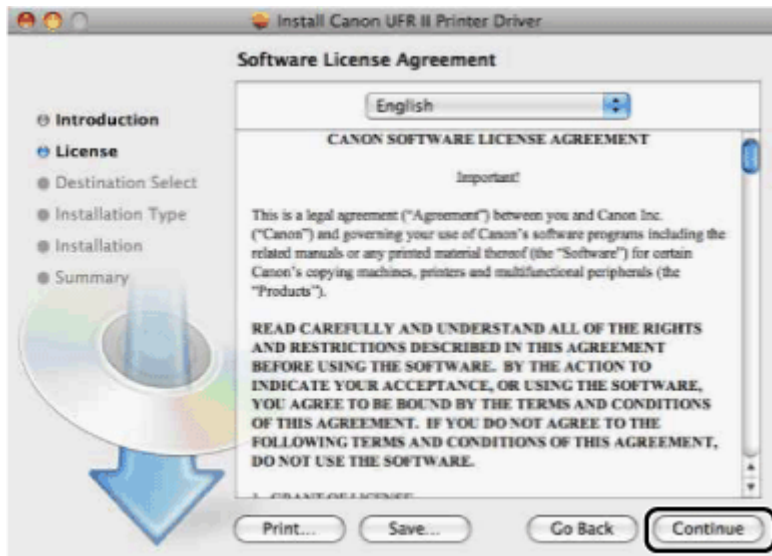 Install Canon UFR II Printer Driver
Software License Agreement
Introduction
License
Destination Select
Installation Type
Installation
Summary
English
CANON SOFTWARE LICENSE AGREEMENT
Important!
This is a legal agreement ("Agreement") between you and Canon Inc.
("Canon") and governing your use of Canon's software programs including the
related manuals or any printed material thereof (the "Software") for certain
Canon's copying machines, printers and multifunctional peripherals (the
"Products").
READ CAREFULLY AND UNDERSTAND ALL OF THE RIGHTS
AND RESTRICTIONS DESCRIBED IN THIS AGREEMENT
BEFORE USING THE SOFTWARE. BY THE ACTION TO
INDICATE YOUR ACCEPTANCE, OR USING THE SOFTWARE,
YOU AGREE TO BE BOUND BY THE TERMS AND CONDITIONS
OF THIS AGREEMENT. IF YOU DO NOT AGREE TO THE
FOLLOWING TERMS AND CONDITIONS OF THIS AGREEMENT,
DO NOT USE THE SOFTWARE.
1. GRANT OF LICENSE
Print... Save... Go Back Continue